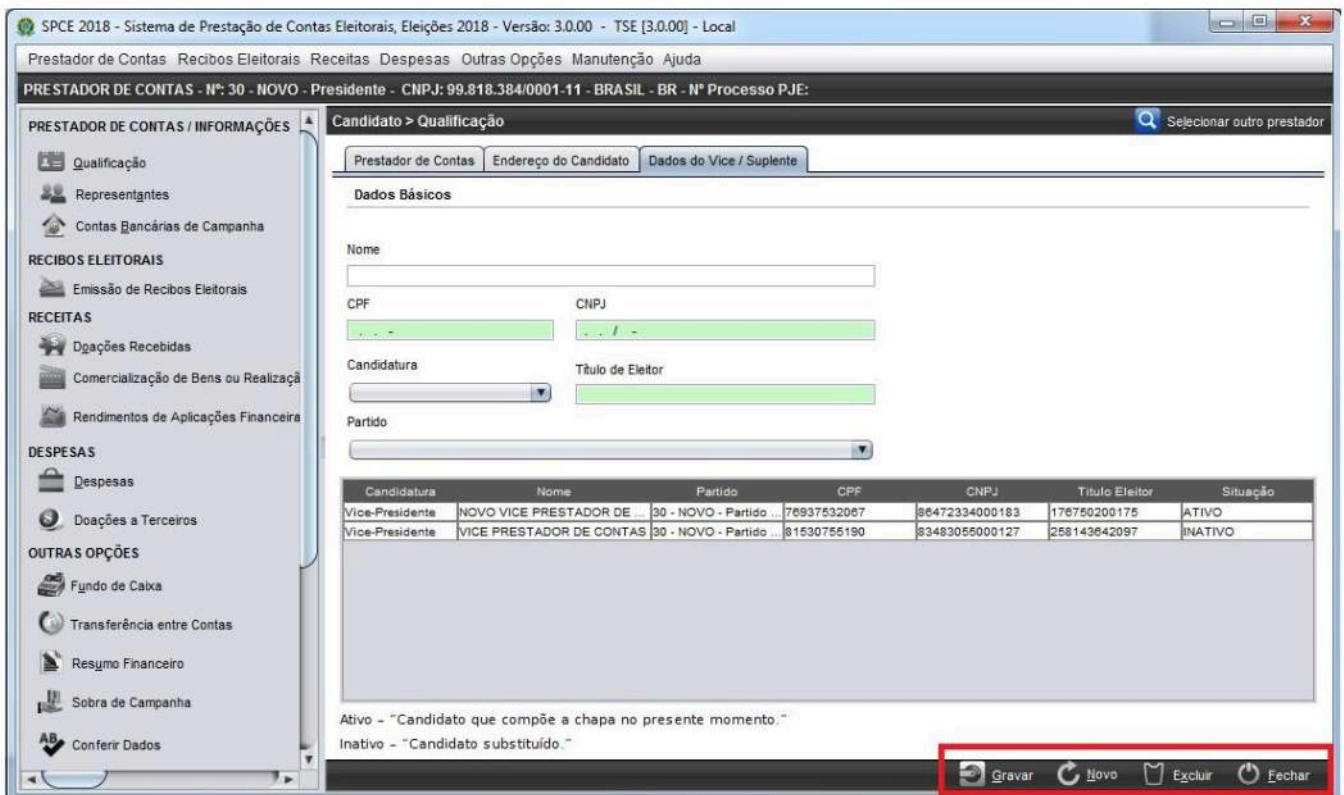 SPCE 2018 - Sistema de Prestação de Contas Eleitorais, Eleições 2018 - Versão: 3.0.00 - TSE [3.0.00] - Local
Prestador de Contas Recibos Eleitorais Receitas Despesas Outras Opções Manutenção Ajuda
PRESTADOR DE CONTAS - Nº: 30 - NOVO - Presidente - CNPJ: 99.818.384/0001-11 - BRASIL - BR - Nº Processo PJE:
PRESTADOR DE CONTAS / INFORMAÇÕES
Qualificação
Representantes
Contas Bancárias de Campanha
RECIBOS ELEITORAIS
Emissão de Recibos Eleitorais
RECEITAS
Doações Recebidas
Comercialização de Bens ou Realizaçã
Rendimentos de Aplicações Financeira
DESPESAS
Despesas
Doações a Terceiros
OUTRAS OPÇÕES
Fundo de Caixa
Transferência entre Contas
Resumo Financeiro
Sobra de Campanha
Conferir Dados
Candidato > Qualificação
Selecionar outro prestador
Prestador de Contas Endereço do Candidato Dados do Vice / Suplente
Dados Básicos
Nome
CPF CNPJ
. . - . . / -
Candidatura Título de Eleitor
Partido
Candidatura Nome Partido CPF CNPJ Titulo Eleitor Situação
Vice-Presidente NOVO VICE PRESTADOR DE ... 30 - NOVO - Partido ... 76937532067 86472334000183 176750200175 ATIVO
Vice-Presidente VICE PRESTADOR DE CONTAS 30 - NOVO - Partido ... 81530755190 83483055000127 258143642097 INATIVO
Ativo – "Candidato que compõe a chapa no presente momento."
Inativo – "Candidato substituído."
Gravar Novo Excluir Fechar